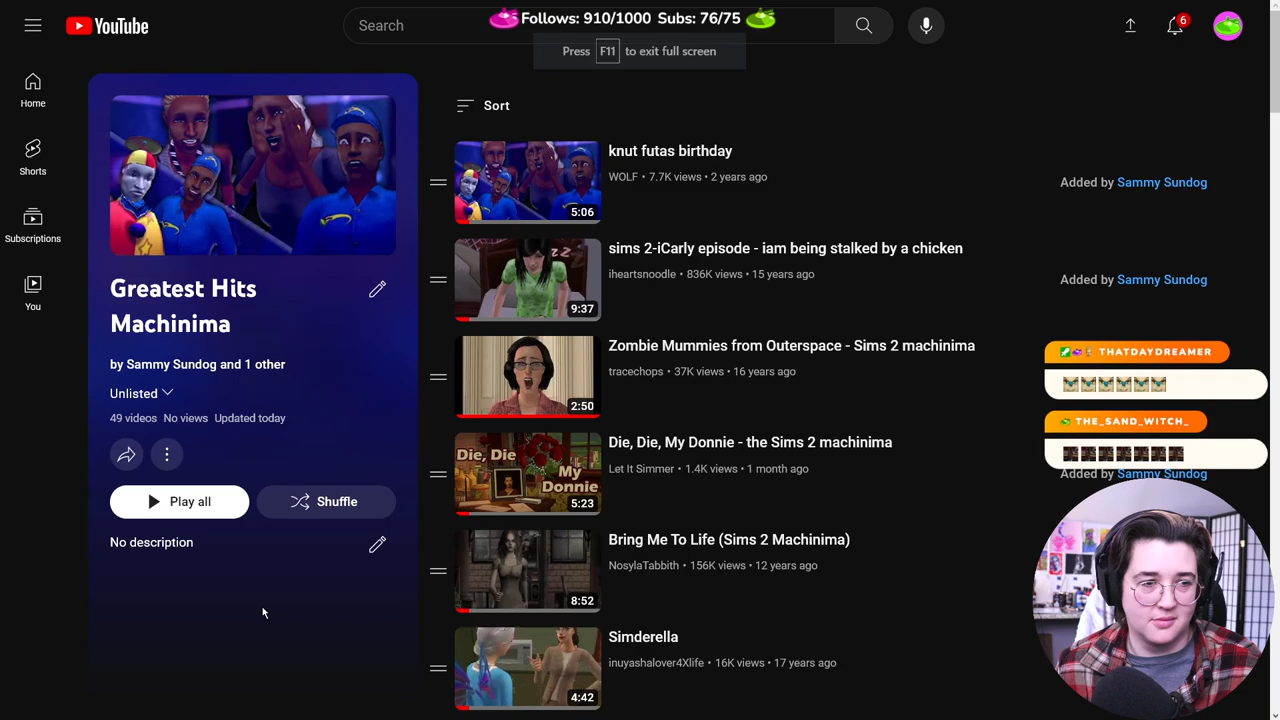 Follows: 910/1000 Subs: 76/75
YouTube
Search
6
Press F11 to exit full screen
Home
Shorts
Subscriptions
You
Greatest Hits
Machinima
by Sammy Sundog and 1 other
Unlisted
49 videos No views Updated today
Play all
Shuffle
No description
Sort
knut futas birthday
WOLF • 7.7K views • 2 years ago
5:06
Added by Sammy Sundog
sims 2-iCarly episode - iam being stalked by a chicken
iheartsnoodle • 836K views • 15 years ago
9:37
Added by Sammy Sundog
Zombie Mummies from Outerspace - Sims 2 machinima
tracechops • 37K views • 16 years ago
2:50
THATDAYDREAMER
THE_SAND_WITCH_
Die, Die, My Donnie - the Sims 2 machinima
Let It Simmer • 1.4K views • 1 month ago
Die, Die
My
Donnie
5:23
Added by Sammy Sundog
Bring Me To Life (Sims 2 Machinima)
NosylaTabbith • 156K views • 12 years ago
8:52
Simderella
inuyashalover4Xlife • 16K views • 17 years ago
4:42